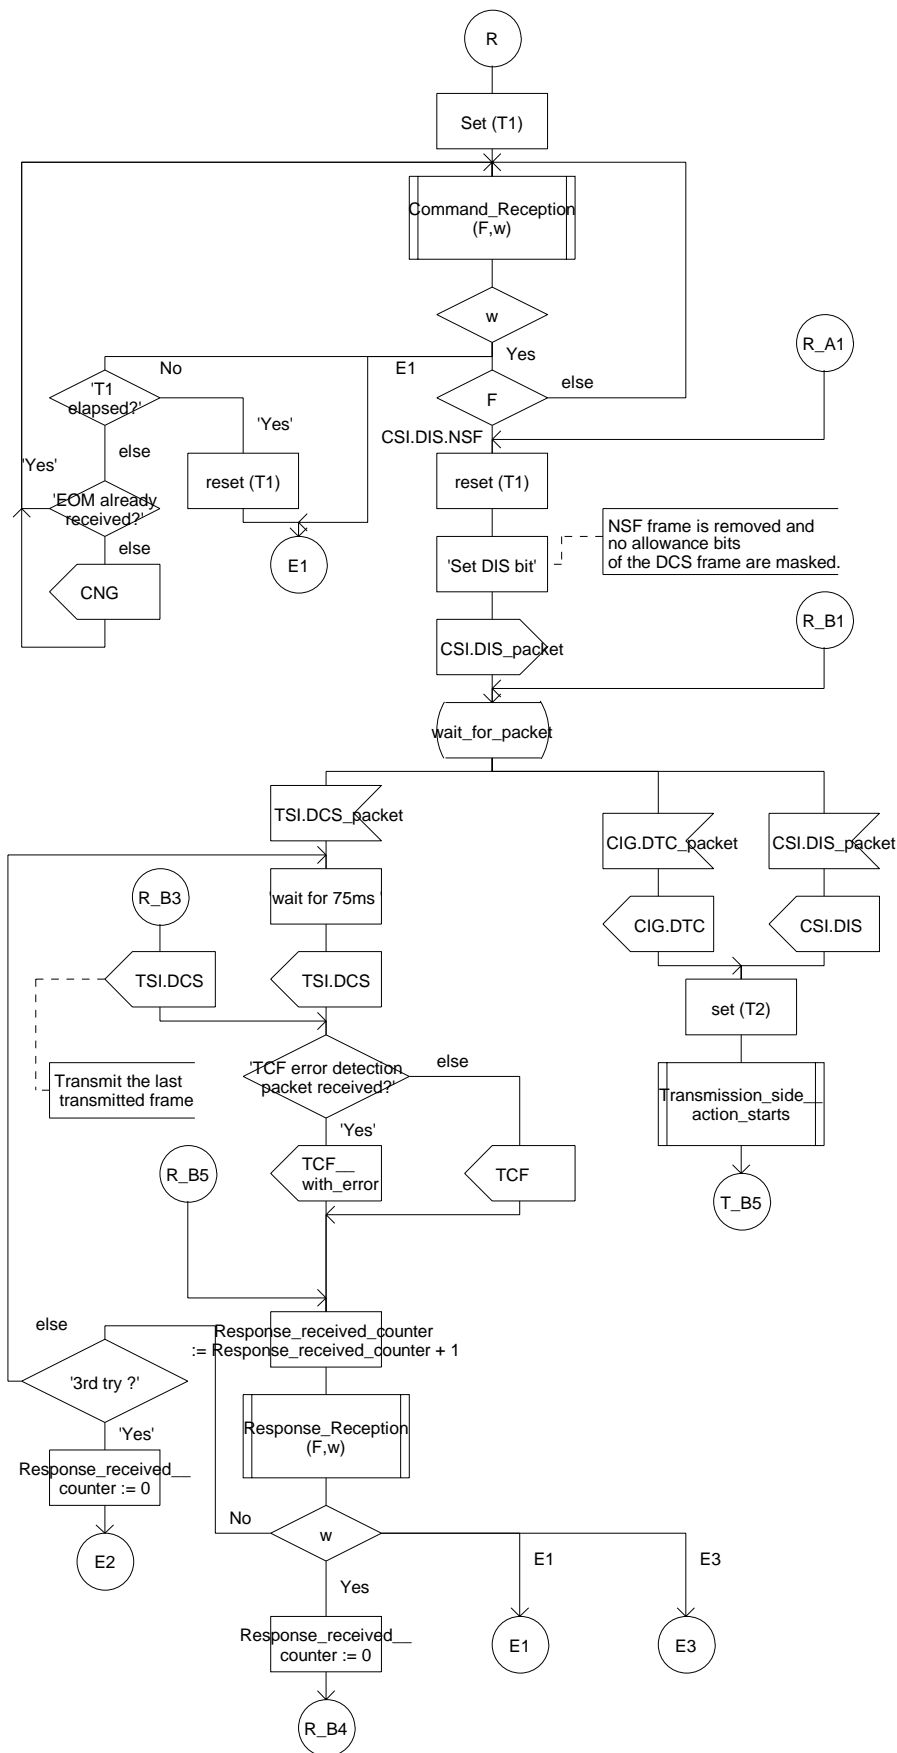 R
Set (T1)
Command_Reception
(F,w)
w
No
E1
Yes
R_A1
'T1
elapsed?'
F
else
'Yes'
CSI.DIS.NSF
else
'Yes'
reset (T1)
reset (T1)
'EOM already
received?'
NSF frame is removed and
no allowance bits
of the DCS frame are masked.
else
E1
'Set DIS bit'
CNG
R_B1
CSI.DIS_packet
wait_for_packet
TSI.DCS_packet
CIG.DTC_packet
CSI.DIS_packet
R_B3
'wait for 75ms '
CIG.DTC
CSI.DIS
TSI.DCS
TSI.DCS
set (T2)
'TCF error detection
packet received?'
else
Transmit the last
transmitted frame
Transmission_side__
action_starts
'Yes'
R_B5
TCF__
with_error
TCF
T_B5
else
Response_received_counter
:= Response_received_counter + 1
'3rd try ?'
'Yes'
Response_Reception
(F,w)
Response_received__
counter := 0
No
w
E2
E1
E3
Yes
Response_received__
counter := 0
E1
E3
R_B4